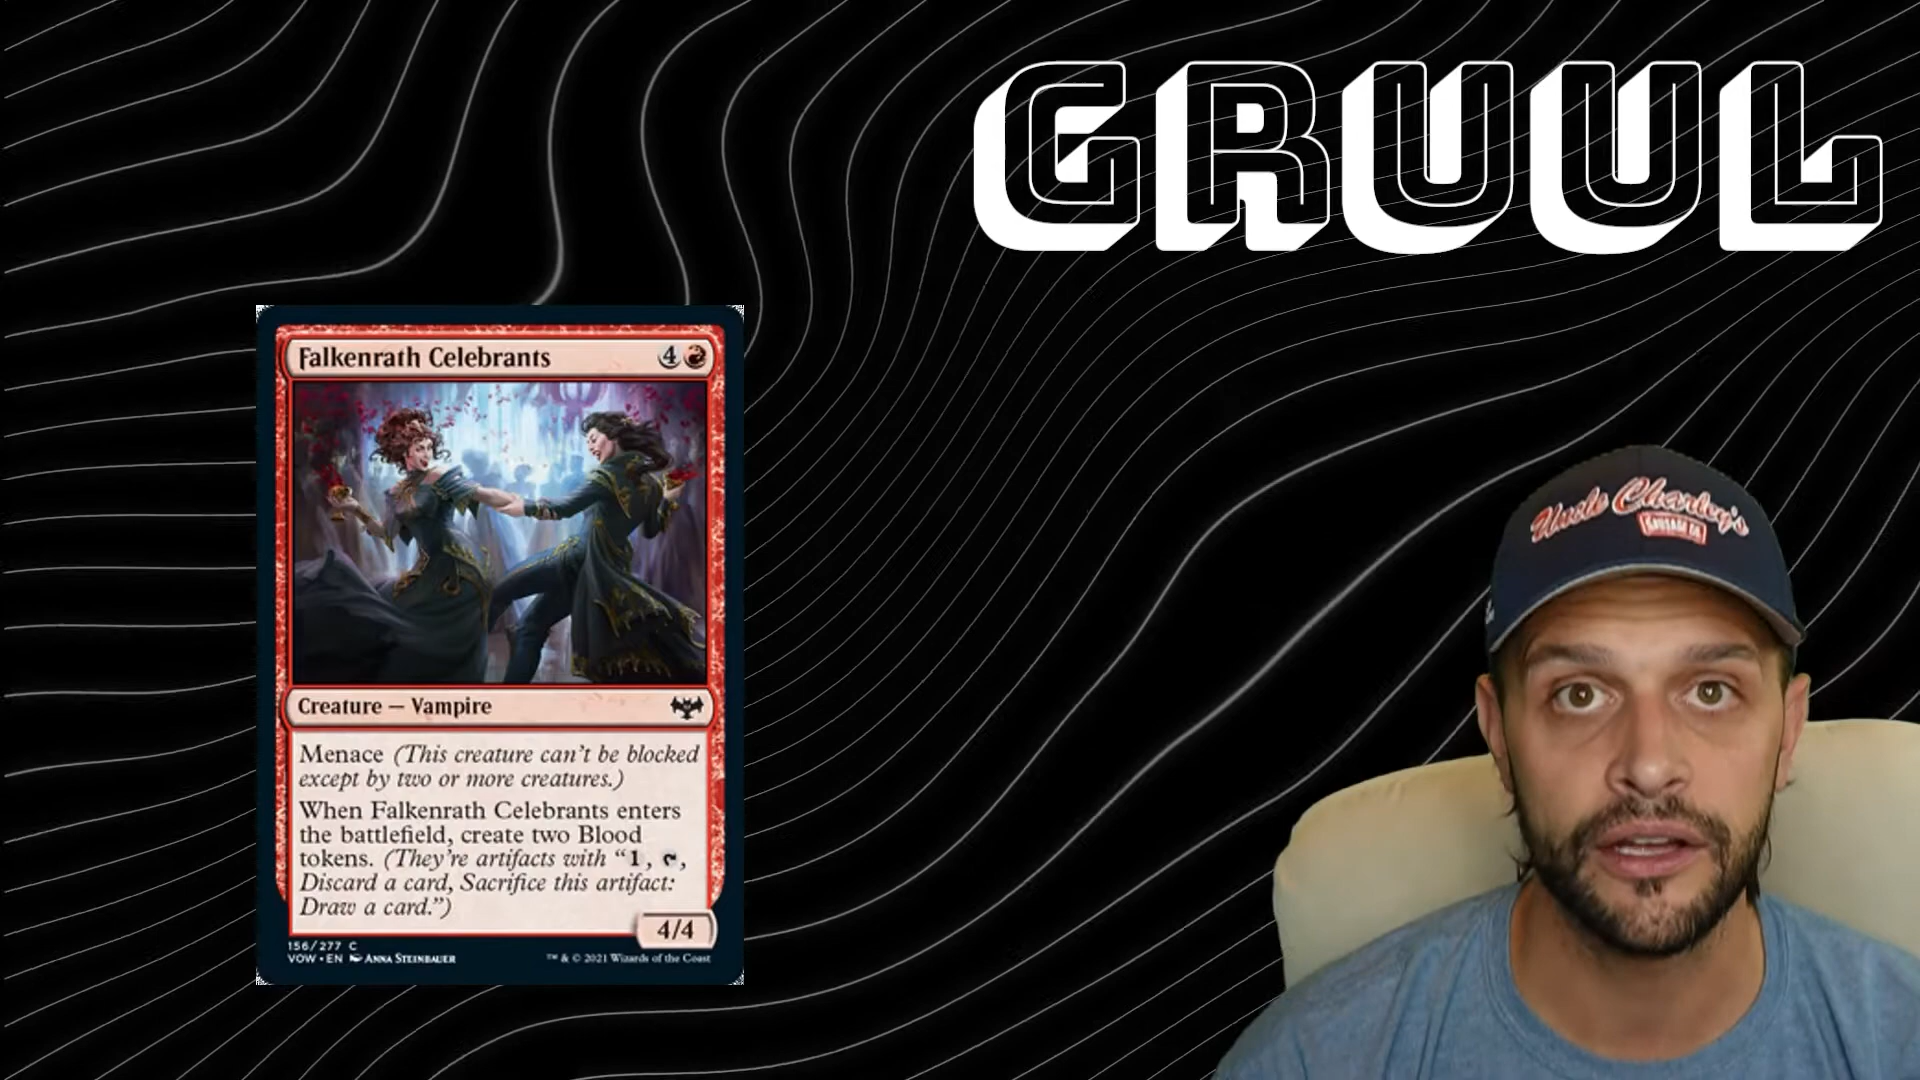 GRUUL
Falkenrath Celebrants 4
Creature — Vampire
Menace (This creature can't be blocked
except by two or more creatures.)
When Falkenrath Celebrants enters
the battlefield, create two Blood
tokens. (They're artifacts with “1, ,
Discard a card, Sacrifice this artifact:
Draw a card.”)
4/4
156/277 C
VOW • EN ANNA STEINBAUER
™ & © 2021 Wizards of the Coast
Uncle Charley's
SAUSAGE CO.